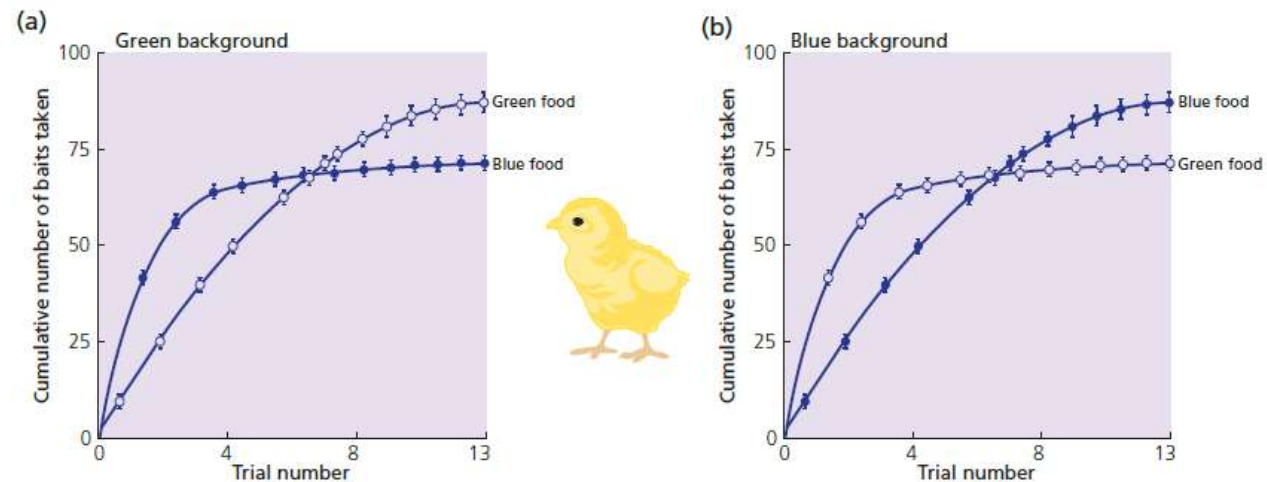 (a)
Green background
Cumulative number of baits taken
100
75
50
25
0
Green food
Blue food
0 4 8 13
Trial number
(b)
Blue background
Cumulative number of baits taken
100
75
50
25
0
Blue food
Green food
0 4 8 13
Trial number